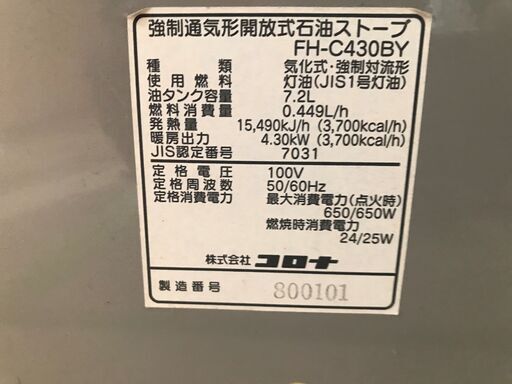 強制通気形開放式石油ストーブ
FH-C430BY
種類 気化式・強制対流形
使用燃料 灯油(JIS1号灯油)
油タンク容量 7.2L
燃料消費量 0.449L/h
発熱量 15,490kJ/h (3,700kcal/h)
暖房出力 4.30kW (3,700kcal/h)
JIS認定番号 7031
定格電圧 100V
定格周波数 50/60Hz
定格消費電力 最大消費電力(点火時)
650/650W
燃焼時消費電力
24/25W
株式会社 コロナ
製造番号 800101